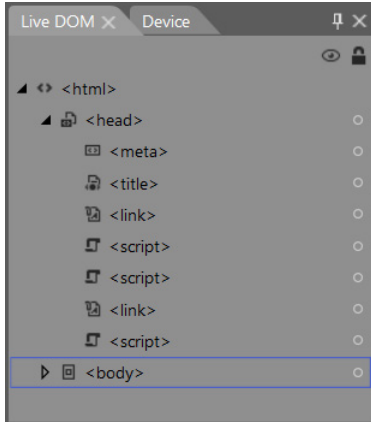 Live DOM Device
<html>
<head>
<meta>
<title>
<link>
<script>
<script>
<link>
<script>
<body>